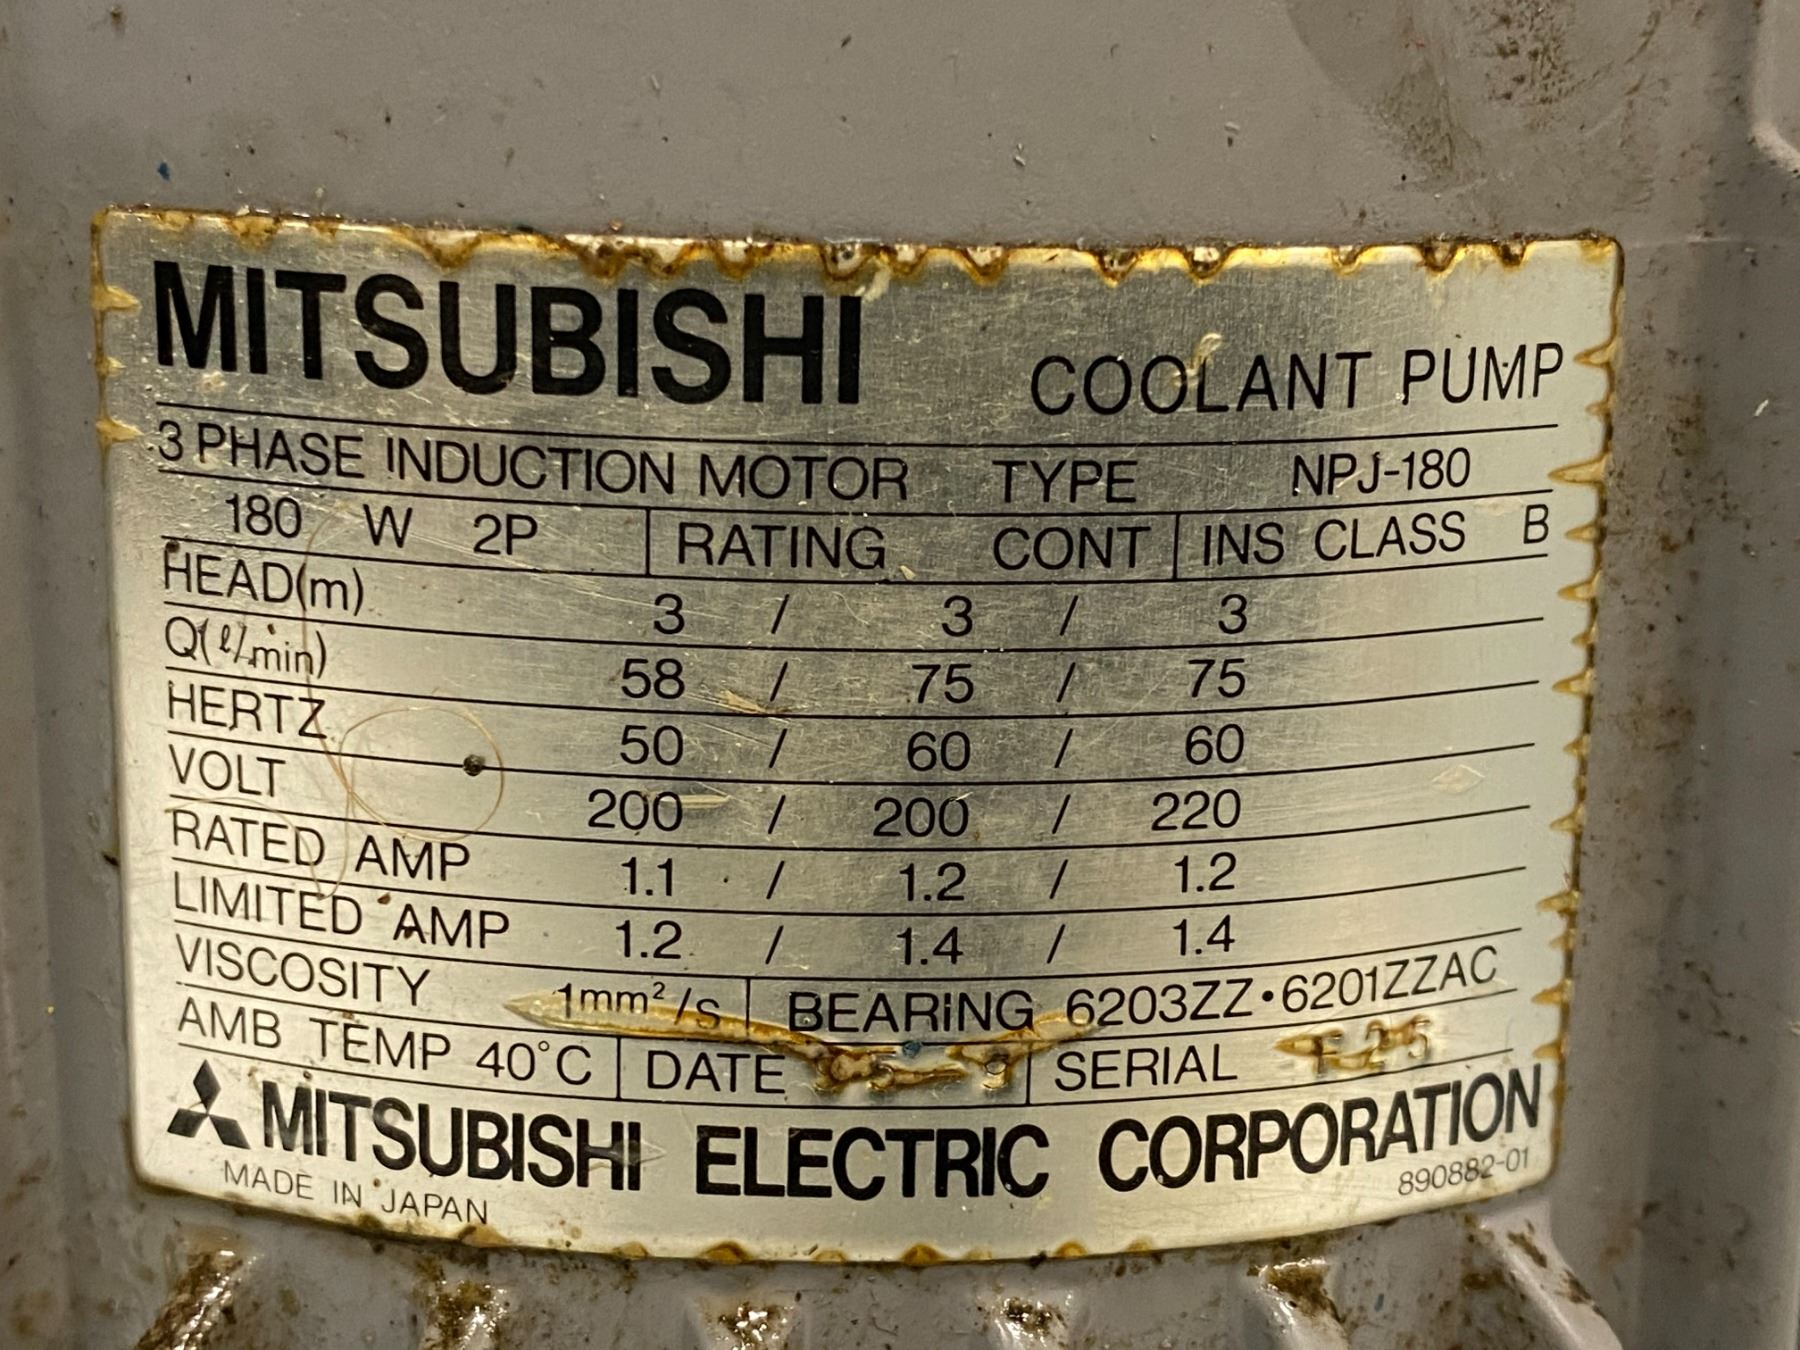 MITSUBISHI COOLANT PUMP
3 PHASE INDUCTION MOTOR TYPE NPJ-180
180 W 2P RATING CONT INS CLASS B
HEAD(m) 3 / 3 / 3
Q(ℓ/min) 58 / 75 / 75
HERTZ 50 / 60 / 60
VOLT 200 / 200 / 220
RATED AMP 1.1 / 1.2 / 1.2
LIMITED AMP 1.2 / 1.4 / 1.4
VISCOSITY 1mm²/s BEARING 6203ZZ•6201ZZAC
AMB TEMP 40°C DATE SERIAL
MITSUBISHI ELECTRIC CORPORATION
MADE IN JAPAN 890882-01